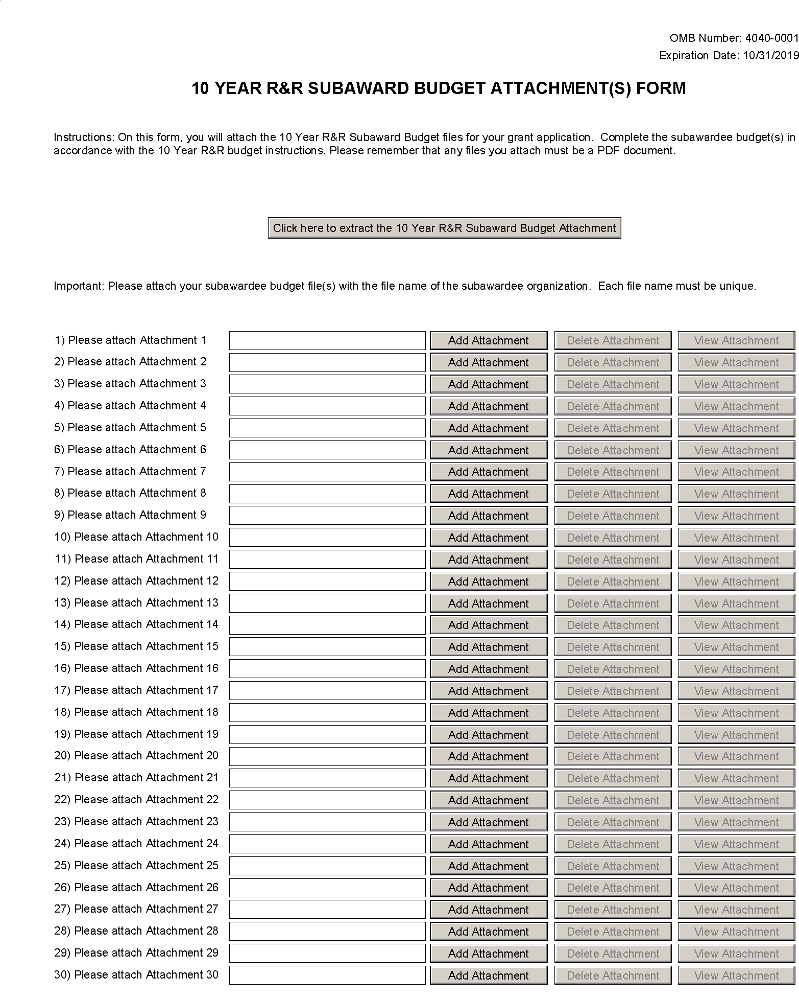 OMB Number: 4040-0001
Expiration Date: 10/31/2019
10 YEAR R&R SUBAWARD BUDGET ATTACHMENT(S) FORM
Instructions: On this form, you will attach the 10 Year R&R Subaward Budget files for your grant application.  Complete the subawardee budget(s) in
accordance with the 10 Year R&R budget instructions. Please remember that any files you attach must be a PDF document.
Click here to extract the 10 Year R&R Subaward Budget Attachment
Important: Please attach your subawardee budget file(s) with the file name of the subawardee organization.  Each file name must be unique.
1) Please attach Attachment 1 Add Attachment Delete Attachment View Attachment
2) Please attach Attachment 2 Add Attachment Delete Attachment View Attachment
3) Please attach Attachment 3 Add Attachment Delete Attachment View Attachment
4) Please attach Attachment 4 Add Attachment Delete Attachment View Attachment
5) Please attach Attachment 5 Add Attachment Delete Attachment View Attachment
6) Please attach Attachment 6 Add Attachment Delete Attachment View Attachment
7) Please attach Attachment 7 Add Attachment Delete Attachment View Attachment
8) Please attach Attachment 8 Add Attachment Delete Attachment View Attachment
9) Please attach Attachment 9 Add Attachment Delete Attachment View Attachment
10) Please attach Attachment 10 Add Attachment Delete Attachment View Attachment
11) Please attach Attachment 11 Add Attachment Delete Attachment View Attachment
12) Please attach Attachment 12 Add Attachment Delete Attachment View Attachment
13) Please attach Attachment 13 Add Attachment Delete Attachment View Attachment
14) Please attach Attachment 14 Add Attachment Delete Attachment View Attachment
15) Please attach Attachment 15 Add Attachment Delete Attachment View Attachment
16) Please attach Attachment 16 Add Attachment Delete Attachment View Attachment
17) Please attach Attachment 17 Add Attachment Delete Attachment View Attachment
18) Please attach Attachment 18 Add Attachment Delete Attachment View Attachment
19) Please attach Attachment 19 Add Attachment Delete Attachment View Attachment
20) Please attach Attachment 20 Add Attachment Delete Attachment View Attachment
21) Please attach Attachment 21 Add Attachment Delete Attachment View Attachment
22) Please attach Attachment 22 Add Attachment Delete Attachment View Attachment
23) Please attach Attachment 23 Add Attachment Delete Attachment View Attachment
24) Please attach Attachment 24 Add Attachment Delete Attachment View Attachment
25) Please attach Attachment 25 Add Attachment Delete Attachment View Attachment
26) Please attach Attachment 26 Add Attachment Delete Attachment View Attachment
27) Please attach Attachment 27 Add Attachment Delete Attachment View Attachment
28) Please attach Attachment 28 Add Attachment Delete Attachment View Attachment
29) Please attach Attachment 29 Add Attachment Delete Attachment View Attachment
30) Please attach Attachment 30 Add Attachment Delete Attachment View Attachment